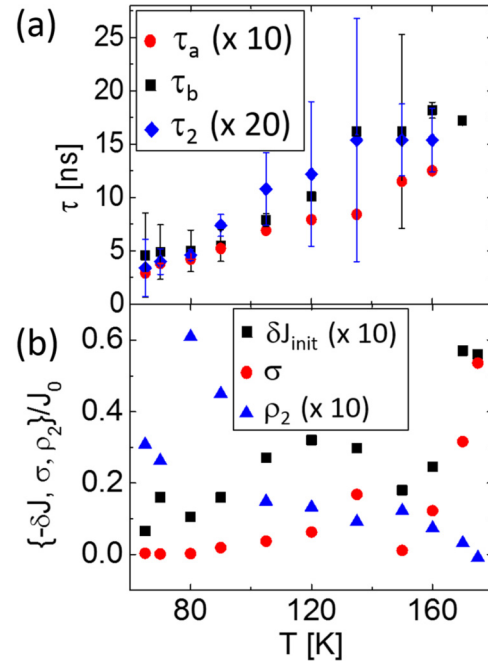 (a)
τa (x 10)
τb
τ2 (x 20)
τ [ns]
25
20
15
10
5
0
(b)
δJinit (x 10)
σ
ρ2 (x 10)
{-δJ, σ, ρ2}/J0
0.6
0.4
0.2
0.0
80 120 160
T [K]